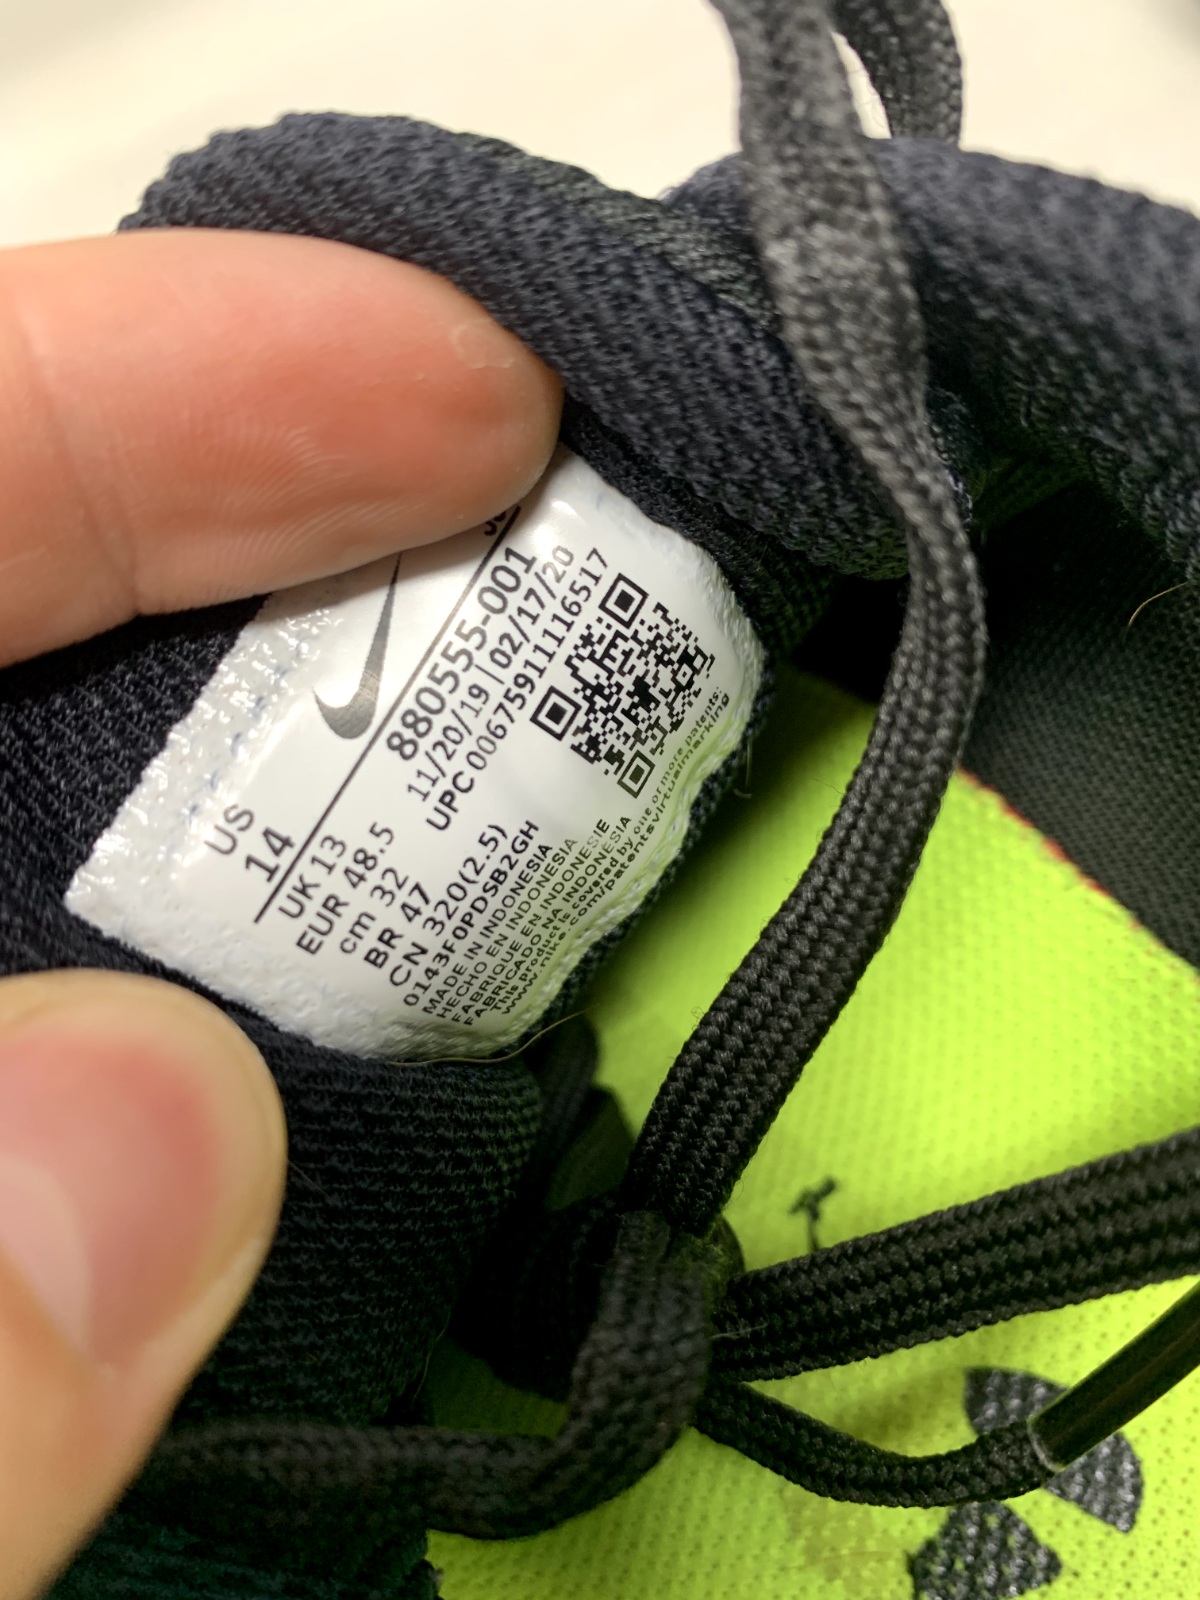 US
14
UK 13
EUR 48.5
cm 32
BR 47
CN 320(2.5)
0143F0PDSB2GH
MADE IN INDONESIA
HECHO EN INDONESIA
FABRIQUE EN INDONESIE
FABRICADO NA INDONESIA
This product is covered by one or more patents:
www.nike.com/patentsvirtualmarking
880555-001
11/20/19 | 02/17/20
UPC 00675911116517